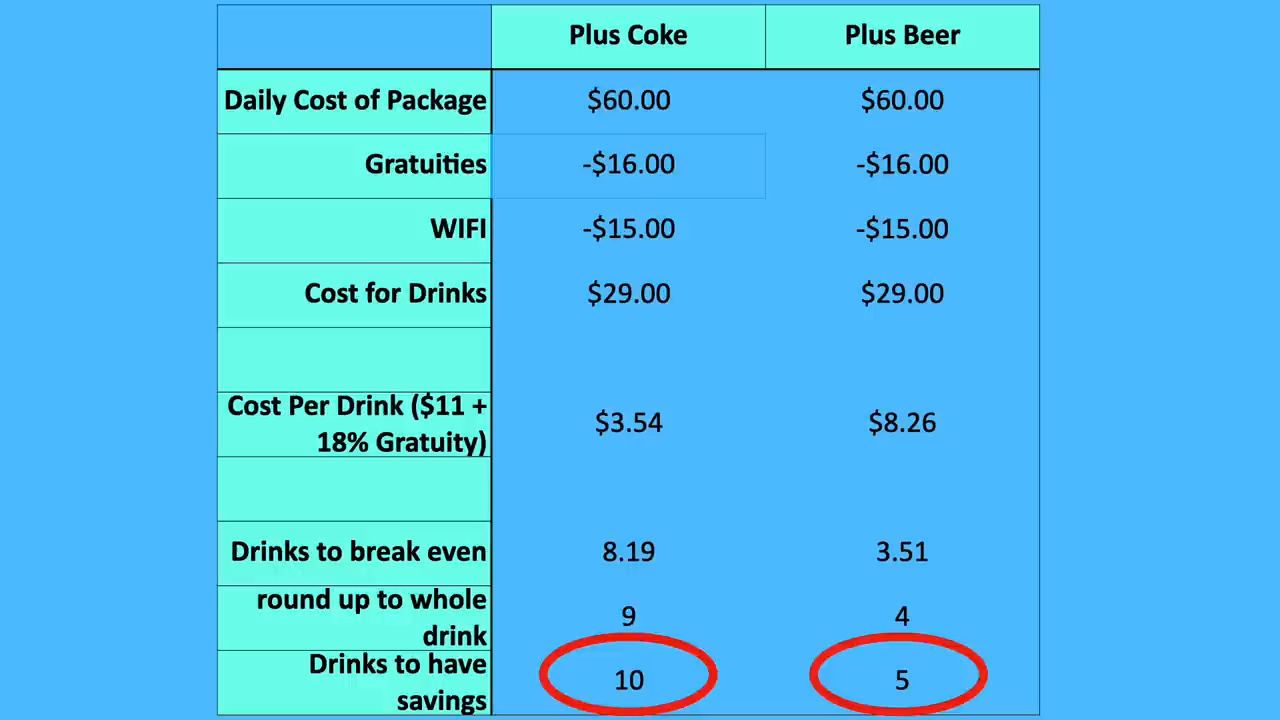 Plus Coke Plus Beer
Daily Cost of Package $60.00 $60.00
Gratuities -$16.00 -$16.00
WIFI -$15.00 -$15.00
Cost for Drinks $29.00 $29.00
Cost Per Drink ($11 +
18% Gratuity) $3.54 $8.26
Drinks to break even 8.19 3.51
round up to whole
drink 9 4
Drinks to have
savings 10 5